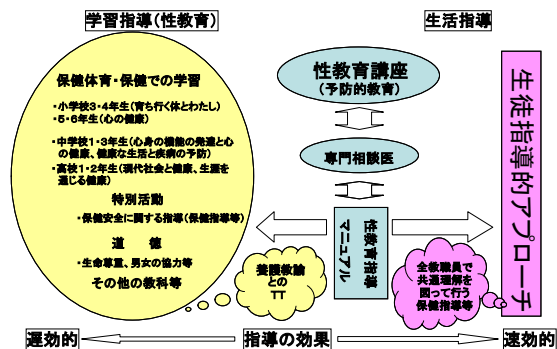 学習指導(性教育)
生活指導
保健体育・保健での学習
・小学校3・4年生(育ち行く体とわたし)
・5・6年生(心の健康)
・中学校1・3年生(心身の機能の発達と心
の健康、健康な生活と疾病の予防)
・高校1・2年生(現代社会と健康、生涯を
通じる健康)
特別活動
・保健安全に関する指導(保健指導等)
道 徳
・生命尊重、男女の協力等
その他の教科等
養護教諭
との
TT
性教育講座
(予防的教育)
専門相談医
性教育指導
マニュアル
全教職員で
共通理解を
図って行う
保健指導等
生徒指導的アプローチ
遅効的
指導の効果
速効的